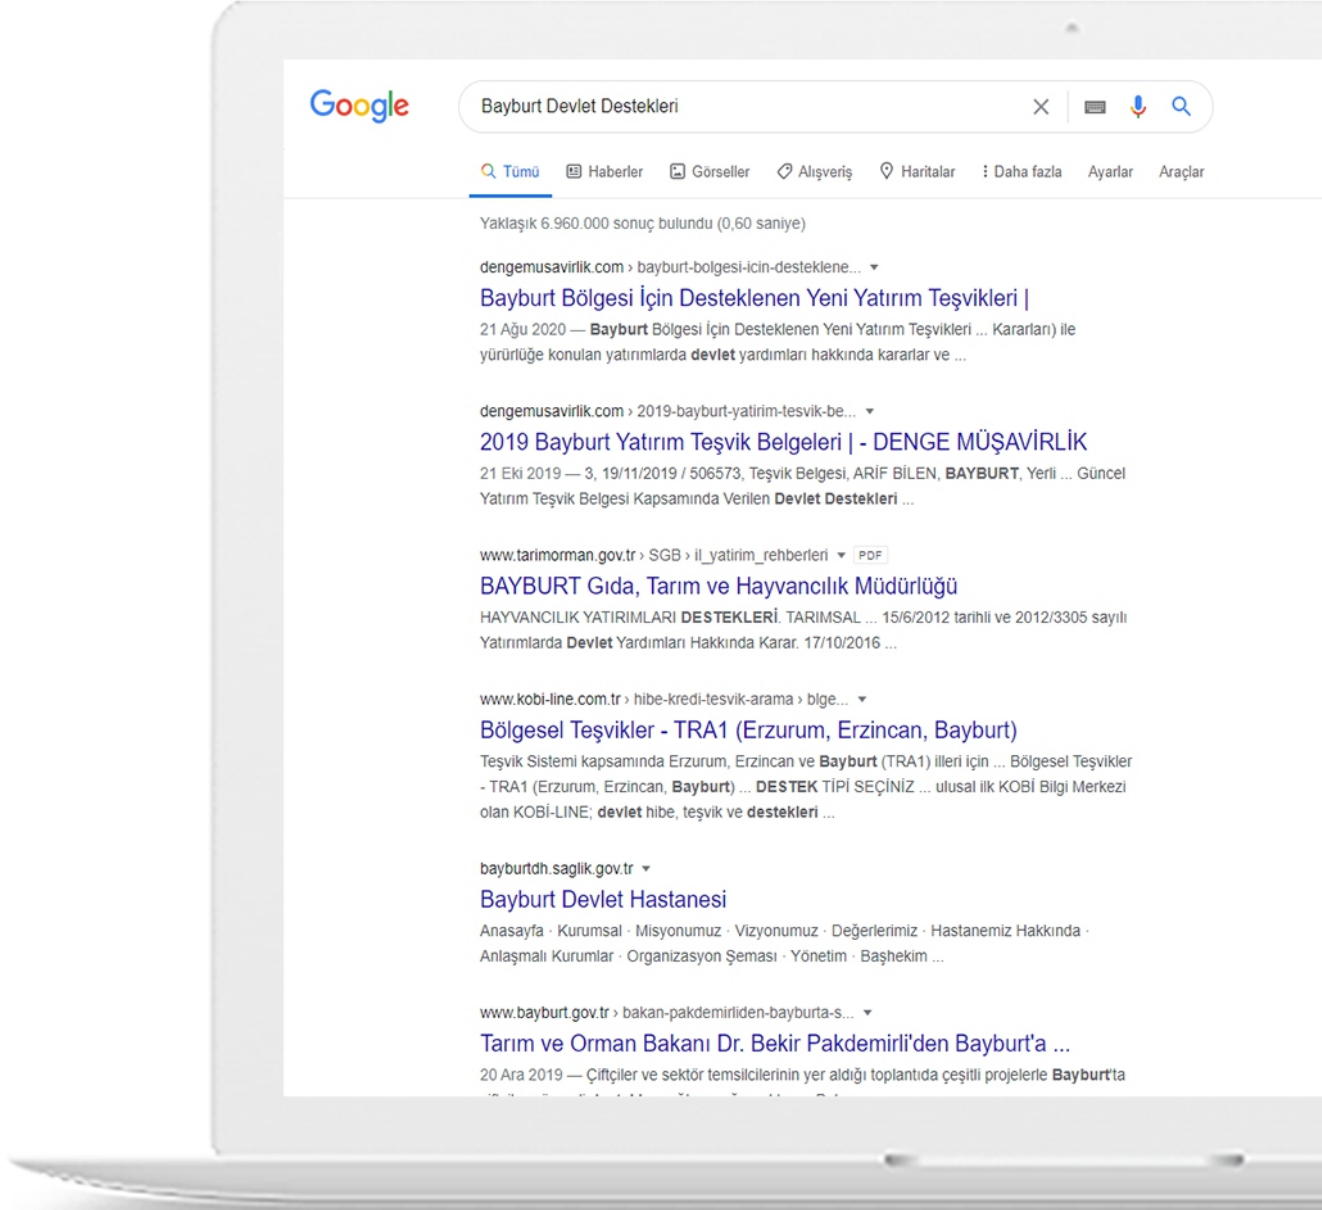 Google
Bayburt Devlet Destekleri
Tümü Haberler Görseller Alışveriş Haritalar Daha fazla Ayarlar Araçlar
Yaklaşık 6.960.000 sonuç bulundu (0,60 saniye)
dengemusavirlik.com › bayburt-bolgesi-icin-desteklene...
Bayburt Bölgesi İçin Desteklenen Yeni Yatırım Teşvikleri |
21 Ağu 2020 — Bayburt Bölgesi İçin Desteklenen Yeni Yatırım Teşvikleri ... Kararları) ile
yürürlüğe konulan yatırımlarda devlet yardımları hakkında kararlar ve ...
dengemusavirlik.com › 2019-bayburt-yatirim-tesvik-be...
2019 Bayburt Yatırım Teşvik Belgeleri | - DENGE MÜŞAVİRLİK
21 Eki 2019 — 3, 19/11/2019 / 506573, Teşvik Belgesi, ARİF BİLEN, BAYBURT, Yerli ... Güncel
Yatırım Teşvik Belgesi Kapsamında Verilen Devlet Destekleri ...
www.tarimorman.gov.tr › SGB › il_yatirim_rehberleri PDF
BAYBURT Gıda, Tarım ve Hayvancılık Müdürlüğü
HAYVANCILIK YATIRIMLARI DESTEKLERİ. TARIMSAL ... 15/6/2012 tarihli ve 2012/3305 sayılı
Yatırımlarda Devlet Yardımları Hakkında Karar. 17/10/2016 ...
www.kobi-line.com.tr › hibe-kredi-tesvik-arama › blge...
Bölgesel Teşvikler - TRA1 (Erzurum, Erzincan, Bayburt)
Teşvik Sistemi kapsamında Erzurum, Erzincan ve Bayburt (TRA1) illeri için ... Bölgesel Teşvikler
- TRA1 (Erzurum, Erzincan, Bayburt) ... DESTEK TİPİ SEÇİNİZ ... ulusal ilk KOBİ Bilgi Merkezi
olan KOBİ-LINE; devlet hibe, teşvik ve destekleri ...
bayburtdh.saglik.gov.tr
Bayburt Devlet Hastanesi
Anasayfa · Kurumsal · Misyonumuz · Vizyonumuz · Değerlerimiz · Hastanemiz Hakkında ·
Anlaşmalı Kurumlar · Organizasyon Şeması · Yönetim · Başhekim ...
www.bayburt.gov.tr › bakan-pakdemirliden-bayburta-s...
Tarım ve Orman Bakanı Dr. Bekir Pakdemirli'den Bayburt'a ...
20 Ara 2019 — Çiftçiler ve sektör temsilcilerinin yer aldığı toplantıda çeşitli projelerle Bayburt'ta